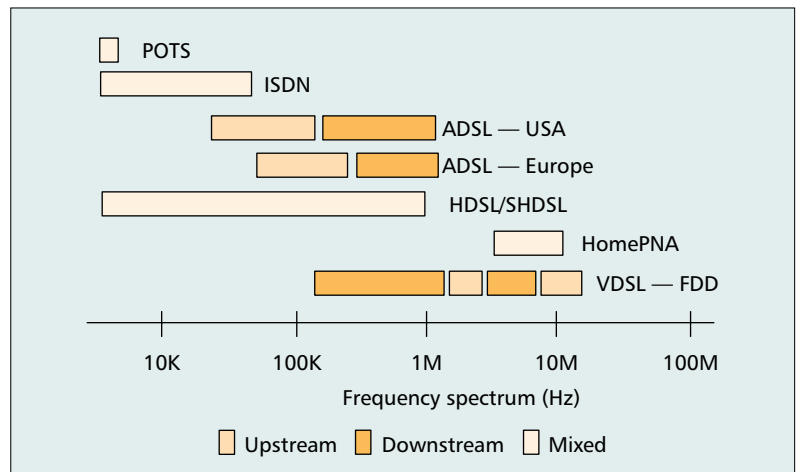 POTS
ISDN
ADSL — USA
ADSL — Europe
HDSL/SHDSL
HomePNA
VDSL — FDD
10K 100K 1M 10M 100M
Frequency spectrum (Hz)
Upstream Downstream Mixed